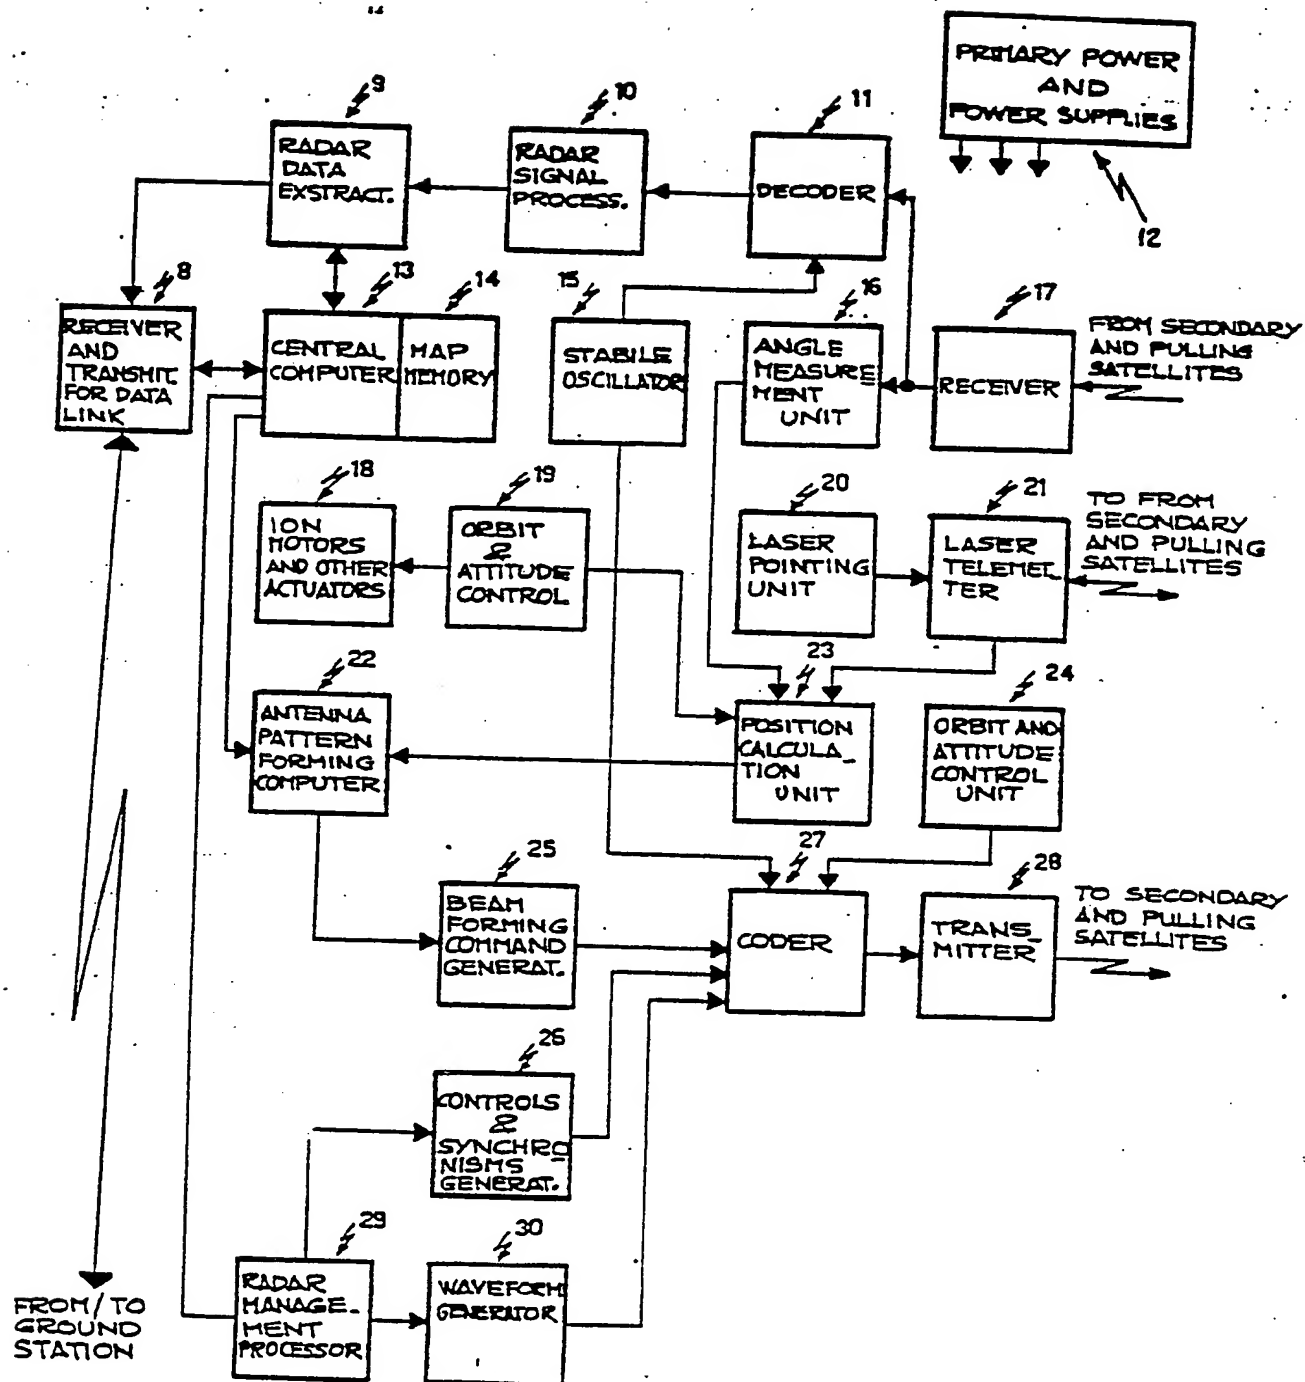 PRIMARY POWER
AND
POWER SUPPLIES
12
9
RADAR
DATA
EXSTRACT.
10
RADAR
SIGNAL
PROCESS.
11
DECODER
8
RECEIVER
AND
TRANSMIT.
FOR DATA
LINK
13
CENTRAL
COMPUTER
14
MAP
MEMORY
15
STABILE
OSCILLATOR
16
ANGLE
MEASURE
MENT
UNIT
17
RECEIVER
FROM SECONDARY
AND PULLING
SATELLITES
18
ION
MOTORS
AND OTHER
ACTUATORS
19
ORBIT
&
ATTITUDE
CONTROL
20
LASER
POINTING
UNIT
21
LASER
TELEME_
TER
TO FROM
SECONDARY
AND PULLING
SATELLITES
22
ANTENNA
PATTERN
FORMING
COMPUTER
23
POSITION
CALCULA_
TION
UNIT
24
ORBIT AND
ATTITUDE
CONTROL
UNIT
25
BEAM
FORMING
COMMAND
GENERAT.
27
CODER
28
TRANS_
MITTER
TO SECONDARY
AND PULLING
SATELLITES
26
CONTROLS
&
SYNCHRO
NISMS
GENERAT.
29
RADAR
MANAGE_
MENT
PROCESSOR
30
WAVEFORM
GENERATOR
FROM/TO
GROUND
STATION